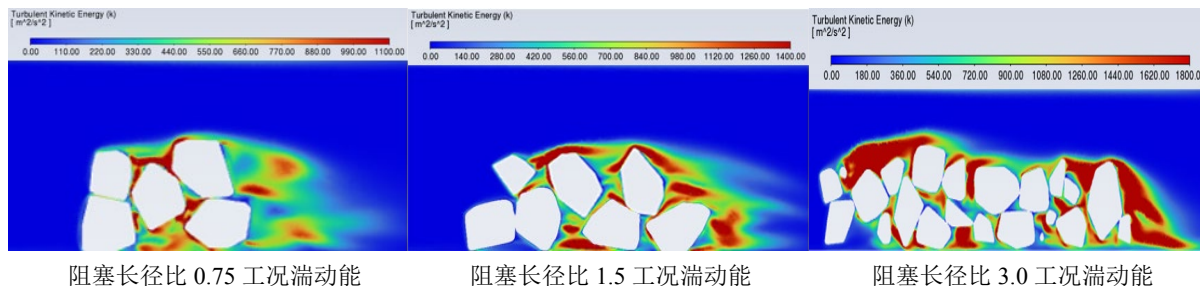 Turbulent Kinetic Energy (k)
[ m^2/s^2 ]
0.00 110.00 220.00 330.00 440.00 550.00 660.00 770.00 880.00 990.00 1100.00
阻塞长径比 0.75 工况湍动能
Turbulent Kinetic Energy (k)
[ m^2/s^2 ]
0.00 140.00 280.00 420.00 560.00 700.00 840.00 980.00 1120.00 1260.00 1400.00
阻塞长径比 1.5 工况湍动能
Turbulent Kinetic Energy (k)
[ m^2/s^2 ]
0.00 180.00 360.00 540.00 720.00 900.00 1080.00 1260.00 1440.00 1620.00 1800.00
阻塞长径比 3.0 工况湍动能